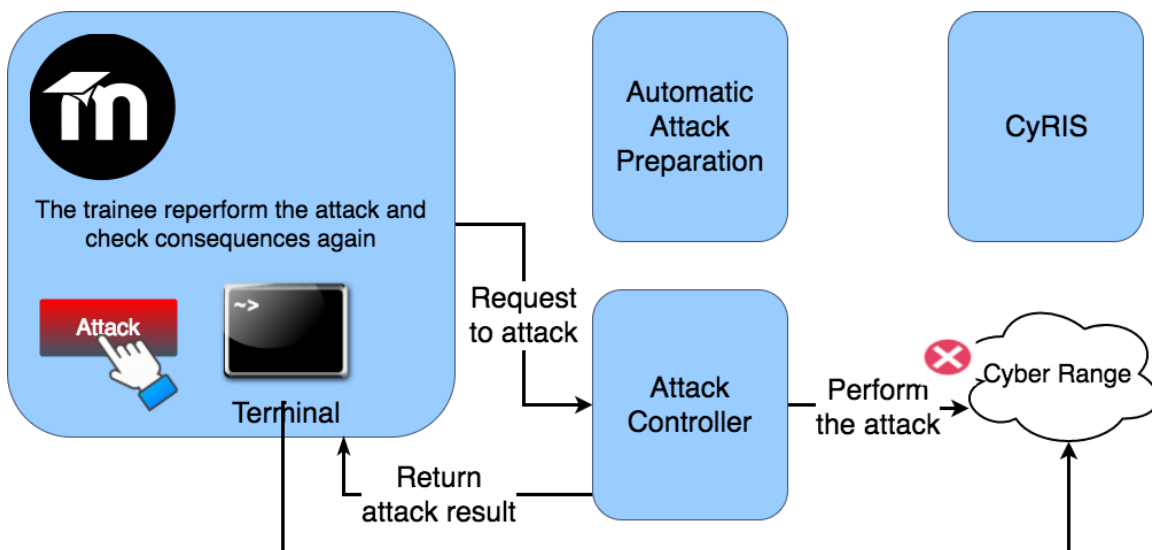 m
The trainee reperform the attack and
check consequences again
Attack
~>
Terminal
Request
to attack
Return
attack result
Automatic
Attack
Preparation
Attack
Controller
Perform
the attack
CyRIS
Cyber Range